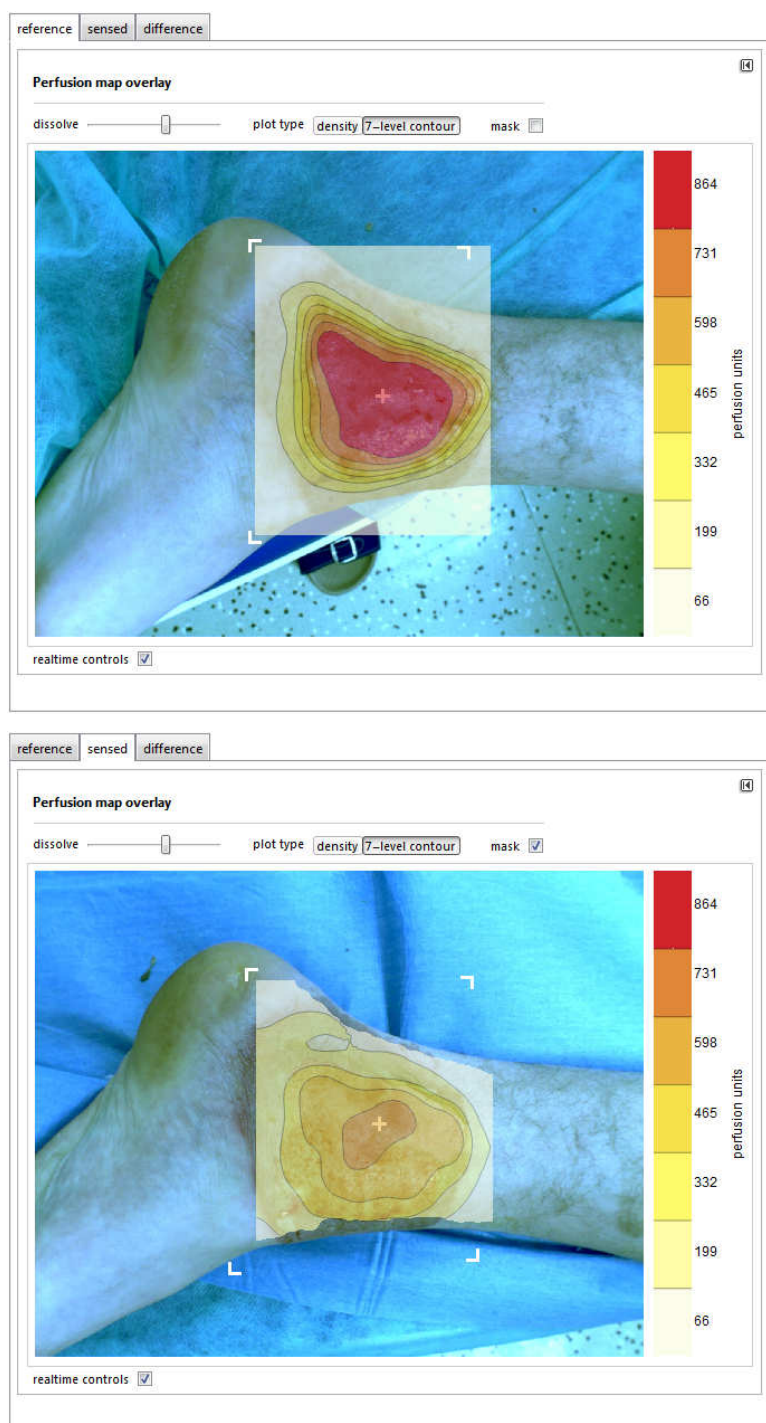 reference sensed difference
Perfusion map overlay
dissolve plot type density 7-level contour mask
864
731
598
465
332
199
66
perfusion units
realtime controls
reference sensed difference
Perfusion map overlay
dissolve plot type density 7-level contour mask
864
731
598
465
332
199
66
perfusion units
realtime controls